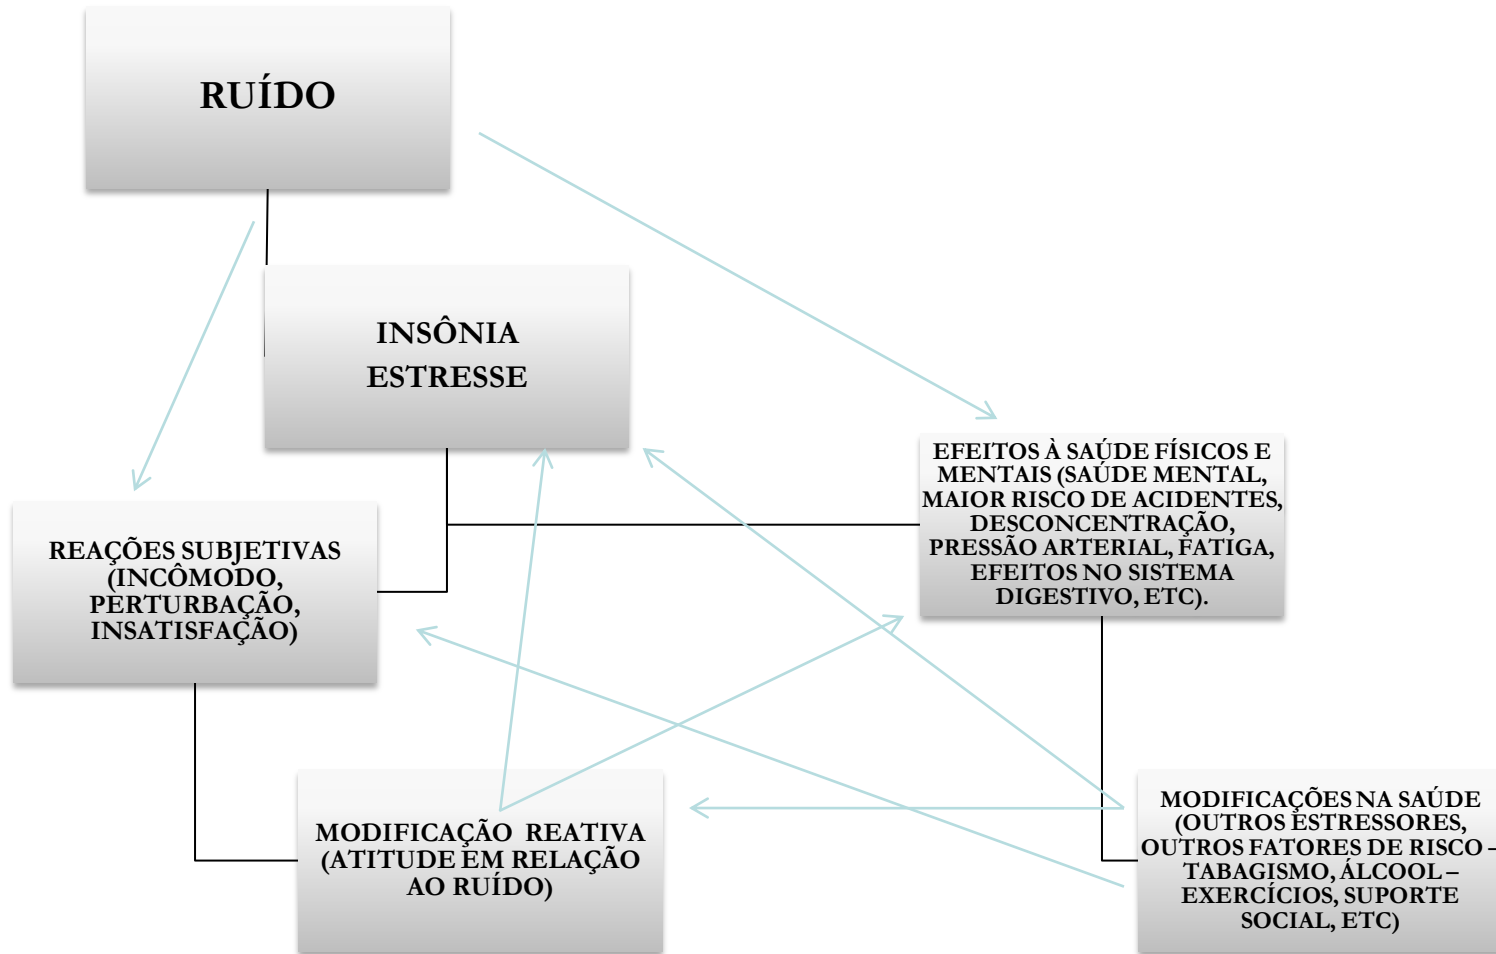 RUÍDO
INSÔNIA
ESTRESSE
EFEITOS À SAÚDE FÍSICOS E
MENTAIS (SAÚDE MENTAL,
MAIOR RISCO DE ACIDENTES,
DESCONCENTRAÇÃO,
PRESSÃO ARTERIAL, FATIGA,
EFEITOS NO SISTEMA
DIGESTIVO, ETC).
REAÇÕES SUBJETIVAS
(INCÔMODO,
PERTURBAÇÃO,
INSATISFAÇÃO)
MODIFICAÇÃO REATIVA
(ATITUDE EM RELAÇÃO
AO RUÍDO)
MODIFICAÇÕES NA SAÚDE
(OUTROS ESTRESSORES,
OUTROS FATORES DE RISCO –
TABAGISMO, ÁLCOOL –
EXERCÍCIOS, SUPORTE
SOCIAL, ETC)